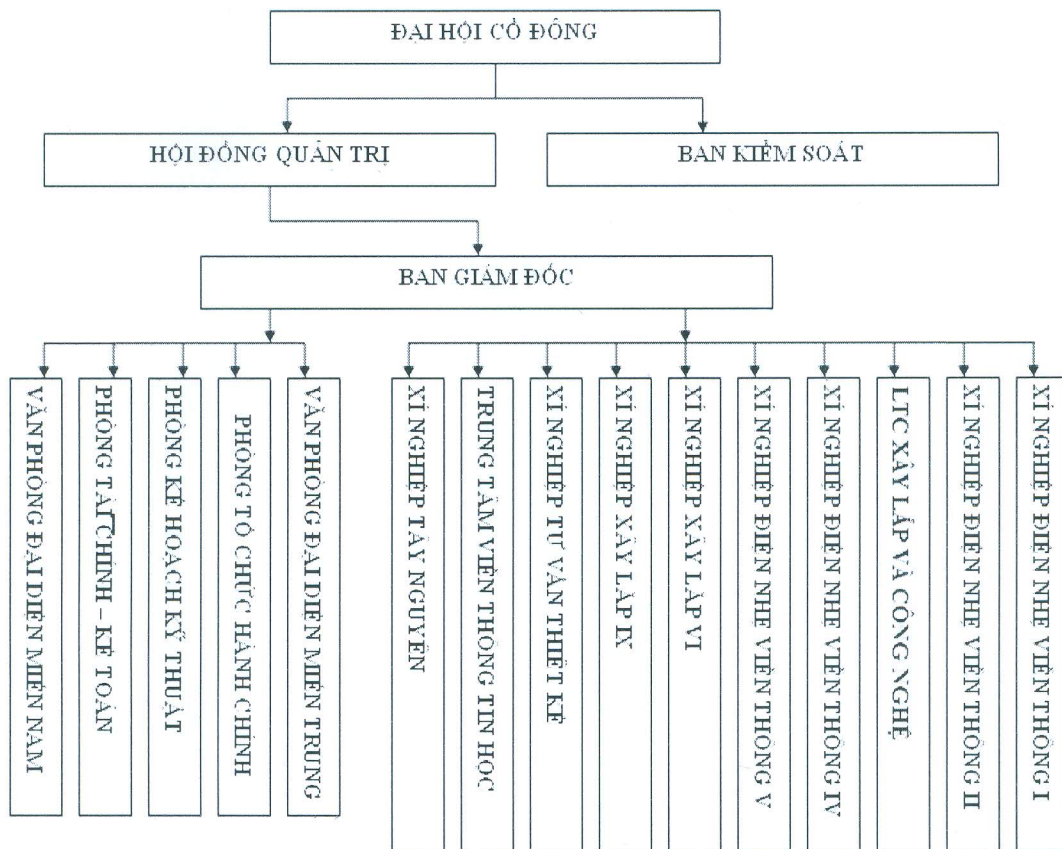 ĐẠI HỘI CỔ ĐÔNG
HỘI ĐỒNG QUẢN TRỊ
BAN KIỂM SOÁT
BAN GIÁM ĐỐC
VĂN PHÒNG ĐẠI DIỆN MIỀN NAM
PHÒNG TÀI CHÍNH – KẾ TOÁN
PHÒNG KẾ HOẠCH KỸ THUẬT
PHÒNG TỔ CHỨC HÀNH CHÍNH
VĂN PHÒNG ĐẠI DIỆN MIỀN TRUNG
XÍ NGHIỆP TÂY NGUYÊN
TRUNG TÂM VIỄN THÔNG TIN HỌC
XÍ NGHIỆP TƯ VẤN THIẾT KẾ
XÍ NGHIỆP XÂY LẮP IX
XÍ NGHIỆP XÂY LẮP VI
XÍ NGHIỆP ĐIỆN NHẸ VIỄN THÔNG V
XÍ NGHIỆP ĐIỆN NHẸ VIỄN THÔNG IV
LTC XÂY LẮP VÀ CÔNG NGHỆ
XÍ NGHIỆP ĐIỆN NHẸ VIỄN THÔNG II
XÍ NGHIỆP ĐIỆN NHẸ VIỄN THÔNG I